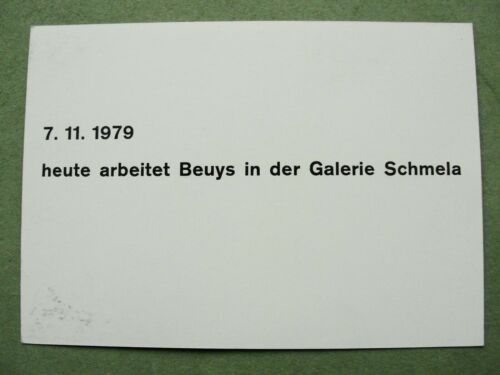 7. 11. 1979
heute arbeitet Beuys in der Galerie Schmela